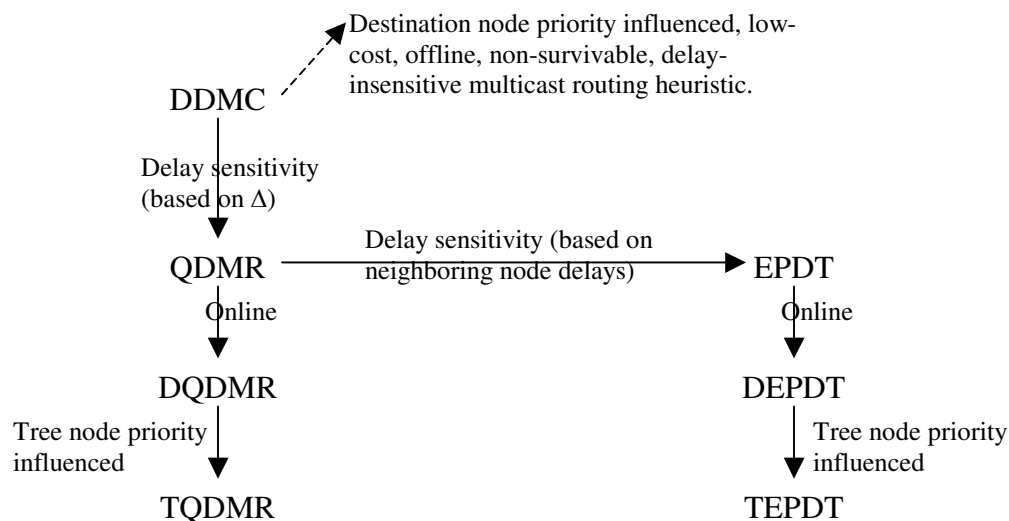 Destination node priority influenced, low-
cost, offline, non-survivable, delay-
insensitive multicast routing heuristic.
DDMC
Delay sensitivity
(based on Δ)
Delay sensitivity (based on
neighboring node delays)
QDMR
EPDT
Online
Online
DQDMR
DEPDT
Tree node priority
influenced
Tree node priority
influenced
TQDMR
TEPDT